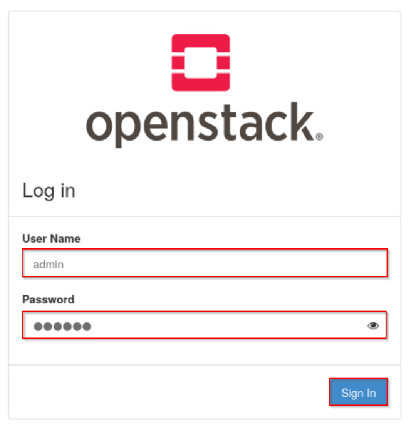 openstack®
Log in
User Name
admin
Password
●●●●●●
Sign In